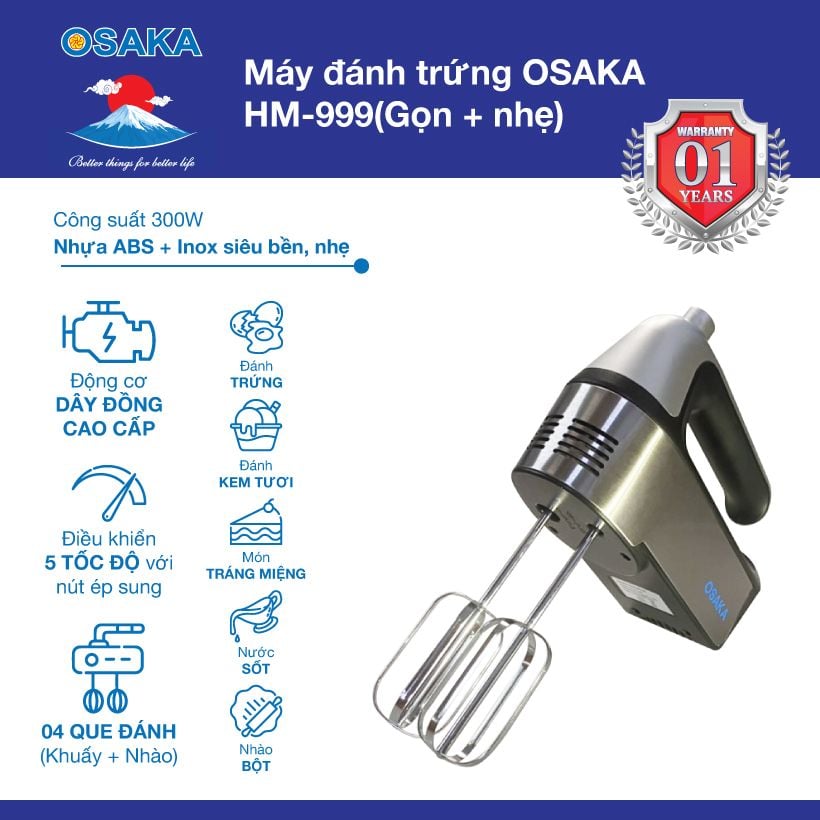 OSAKA
Better things for better life
Máy đánh trứng OSAKA
HM-999(Gọn + nhẹ)
WARRANTY
01
YEARS
Công suất 300W
Nhựa ABS + Inox siêu bền, nhẹ
Động cơ
DÂY ĐỒNG
CAO CẤP
Điều khiển
5 TỐC ĐỘ với
nút ép sung
04 QUE ĐÁNH
(Khuấy + Nhào)
Đánh
TRỨNG
Đánh
KEM TƯƠI
Món
TRÁNG MIỆNG
Nước
SỐT
Nhào
BỘT
OSAKA